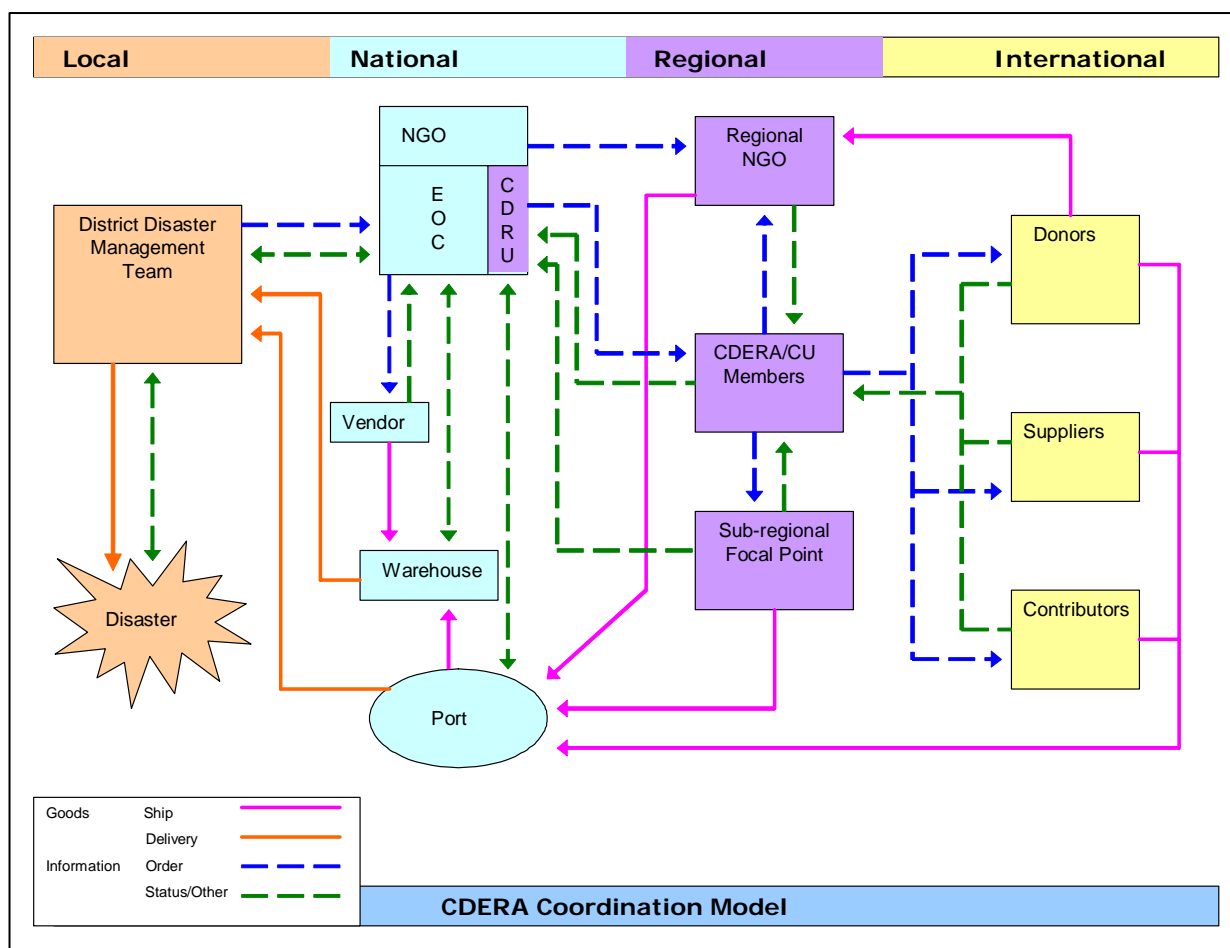 Local National Regional International
NGO
E
O
C
C
D
R
U
Regional
NGO
District Disaster
Management
Team
Donors
CDERA/CU
Members
Vendor
Suppliers
Sub-regional
Focal Point
Warehouse
Contributors
Disaster
Port
Goods Ship
Delivery
Information Order
Status/Other
CDERA Coordination Model